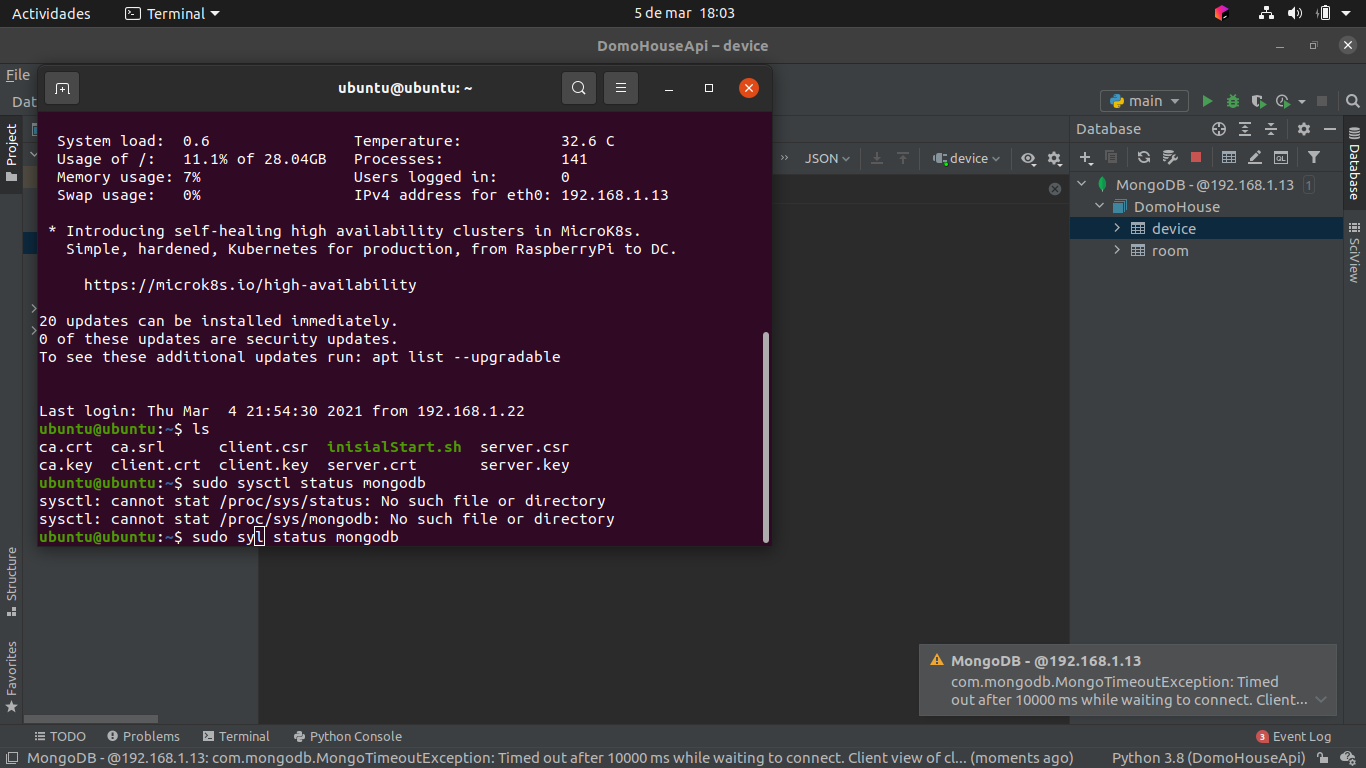 Actividades Terminal 5 de mar 18:03
DomoHouseApi – device
File
Dat
ubuntu@ubuntu: ~
main
Project
System load: 0.6 Temperature: 32.6 C
Usage of /: 11.1% of 28.04GB Processes: 141
Memory usage: 7% Users logged in: 0
Swap usage: 0% IPv4 address for eth0: 192.168.1.13
* Introducing self-healing high availability clusters in MicroK8s.
Simple, hardened, Kubernetes for production, from RaspberryPi to DC.
https://microk8s.io/high-availability
20 updates can be installed immediately.
0 of these updates are security updates.
To see these additional updates run: apt list --upgradable
Last login: Thu Mar  4 21:54:30 2021 from 192.168.1.22
ubuntu@ubuntu:~$ ls
ca.crt ca.srl client.csr inisialStart.sh server.csr
ca.key client.crt client.key server.crt server.key
ubuntu@ubuntu:~$ sudo sysctl status mongodb
sysctl: cannot stat /proc/sys/status: No such file or directory
sysctl: cannot stat /proc/sys/mongodb: No such file or directory
ubuntu@ubuntu:~$ sudo syl status mongodb
JSON device
Database
QL
MongoDB - @192.168.1.13 1
DomoHouse
device
room
Database
SciView
Structure
Favorites
MongoDB - @192.168.1.13
com.mongodb.MongoTimeoutException: Timed
out after 10000 ms while waiting to connect. Client...
TODO Problems Terminal Python Console 3 Event Log
MongoDB - @192.168.1.13: com.mongodb.MongoTimeoutException: Timed out after 10000 ms while waiting to connect. Client view of cl... (moments ago) Python 3.8 (DomoHouseApi)